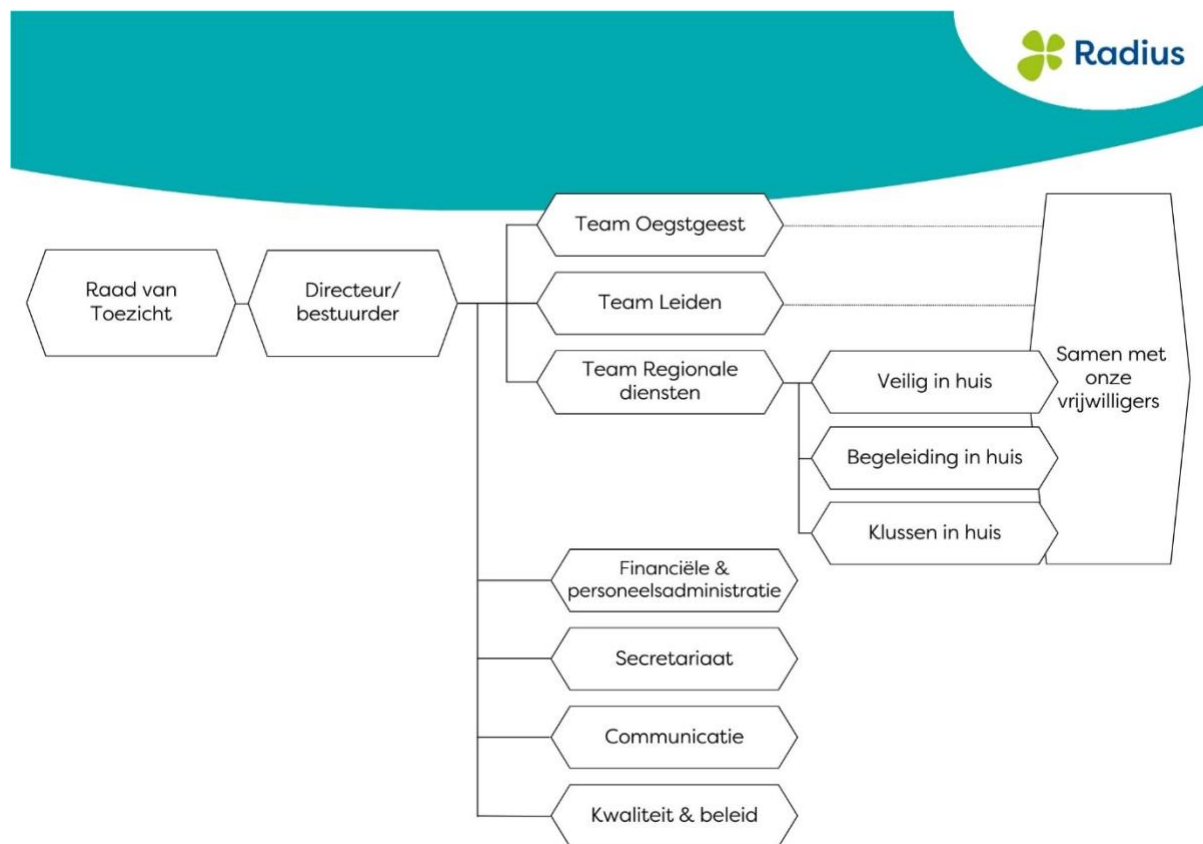 Radius
Team Oegstgeest
Raad van
Toezicht
Directeur/
bestuurder
Team Leiden
Team Regionale
diensten
Veilig in huis
Samen met
onze
vrijwilligers
Begeleiding in huis
Klussen in huis
Financiële &
personeelsadministratie
Secretariaat
Communicatie
Kwaliteit & beleid